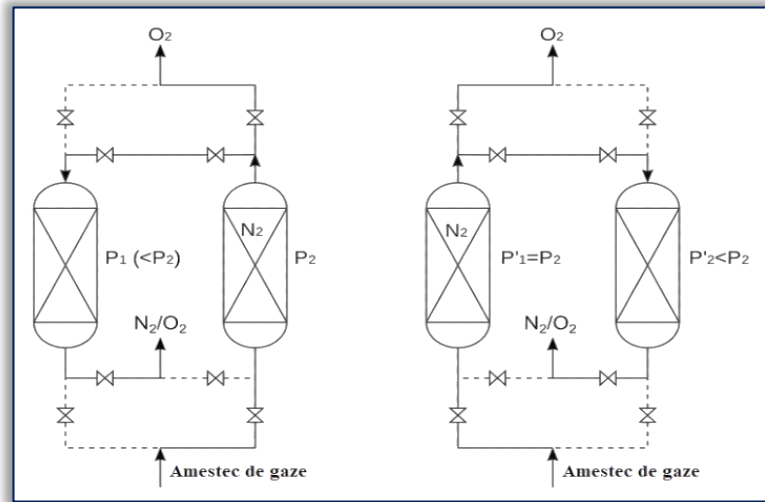 O₂
O₂
N₂
P₁ (<P₂)
P₂
N₂
P'₁=P₂
P'₂<P₂
N₂/O₂
N₂/O₂
Amestec de gaze
Amestec de gaze